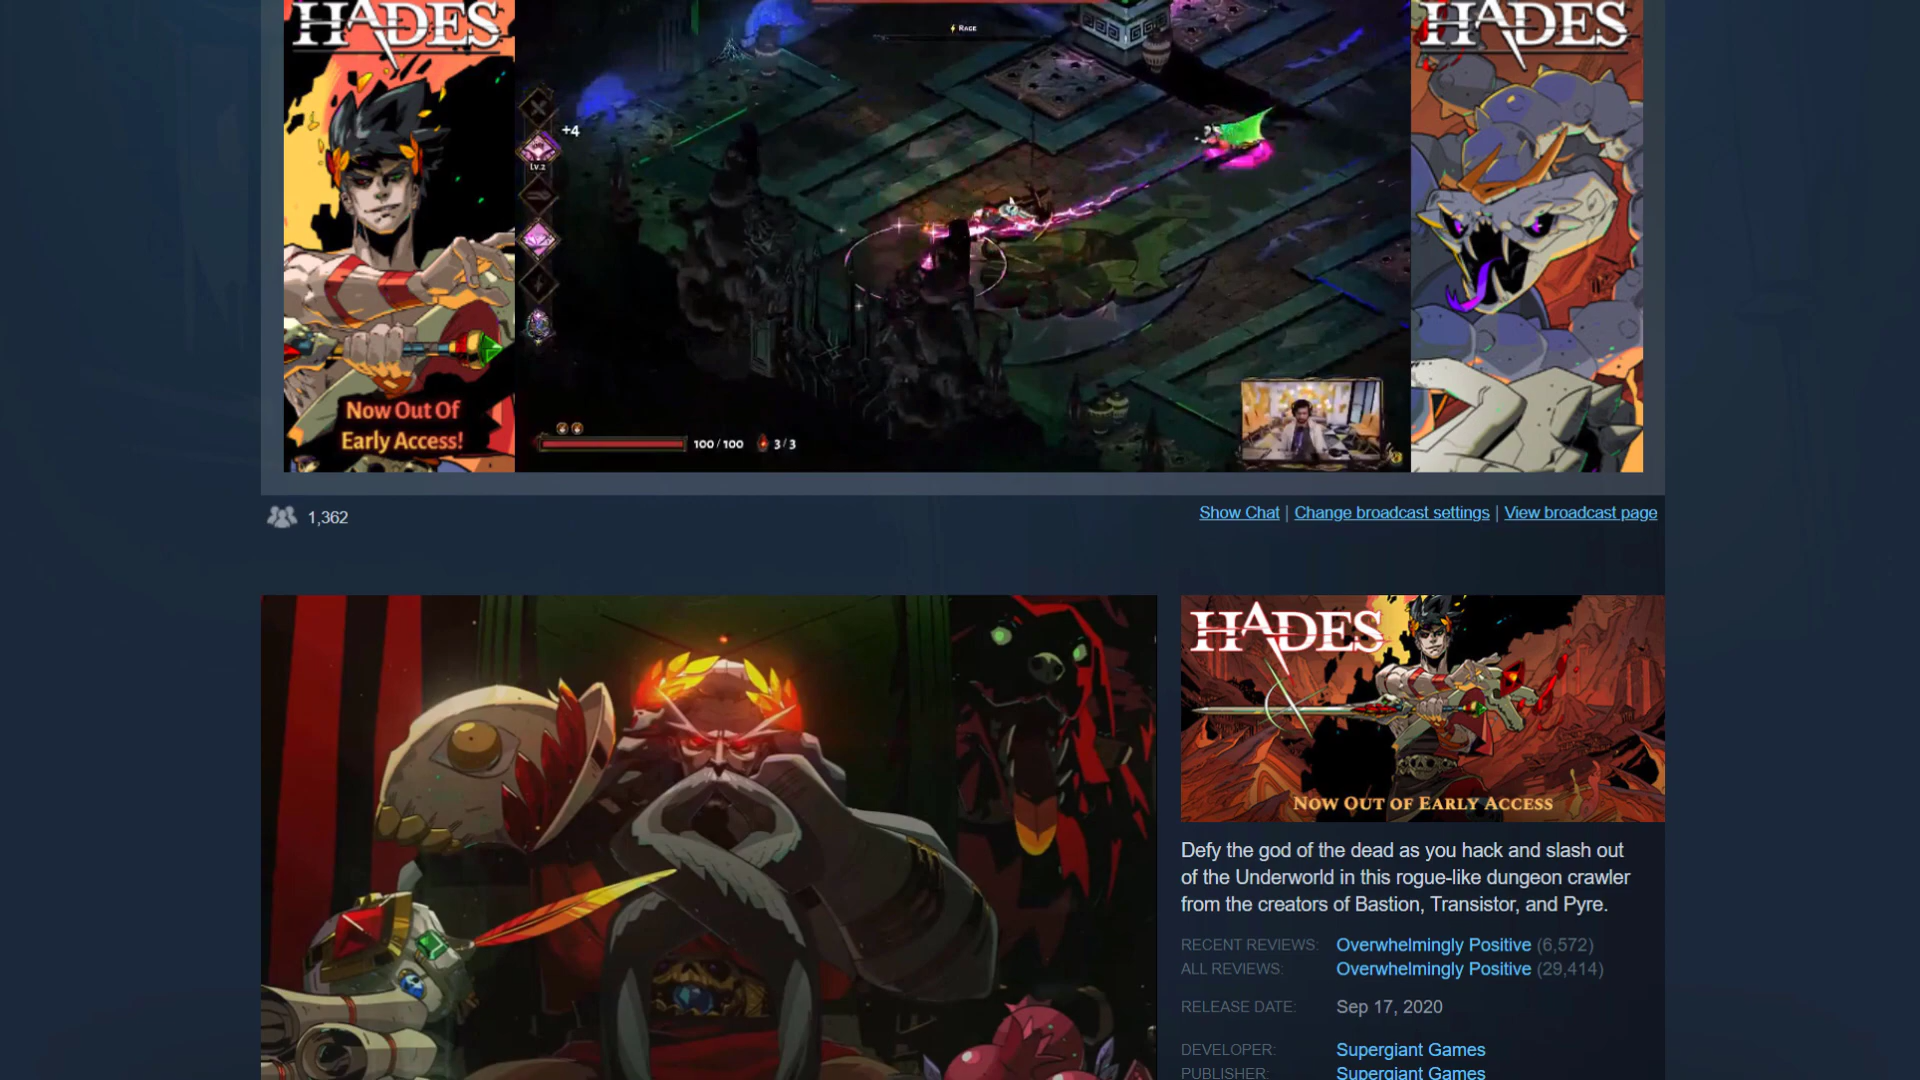 HADES
HADES
RAGE
+4
LV.2
Now Out Of
Early Access!
100/100
3/3
1,362
Show Chat | Change broadcast settings | View broadcast page
HADES
NOW OUT OF EARLY ACCESS
Defy the god of the dead as you hack and slash out
of the Underworld in this rogue-like dungeon crawler
from the creators of Bastion, Transistor, and Pyre.
RECENT REVIEWS: Overwhelmingly Positive (6,572)
ALL REVIEWS: Overwhelmingly Positive (29,414)
RELEASE DATE: Sep 17, 2020
DEVELOPER: Supergiant Games
PUBLISHER: Supergiant Games